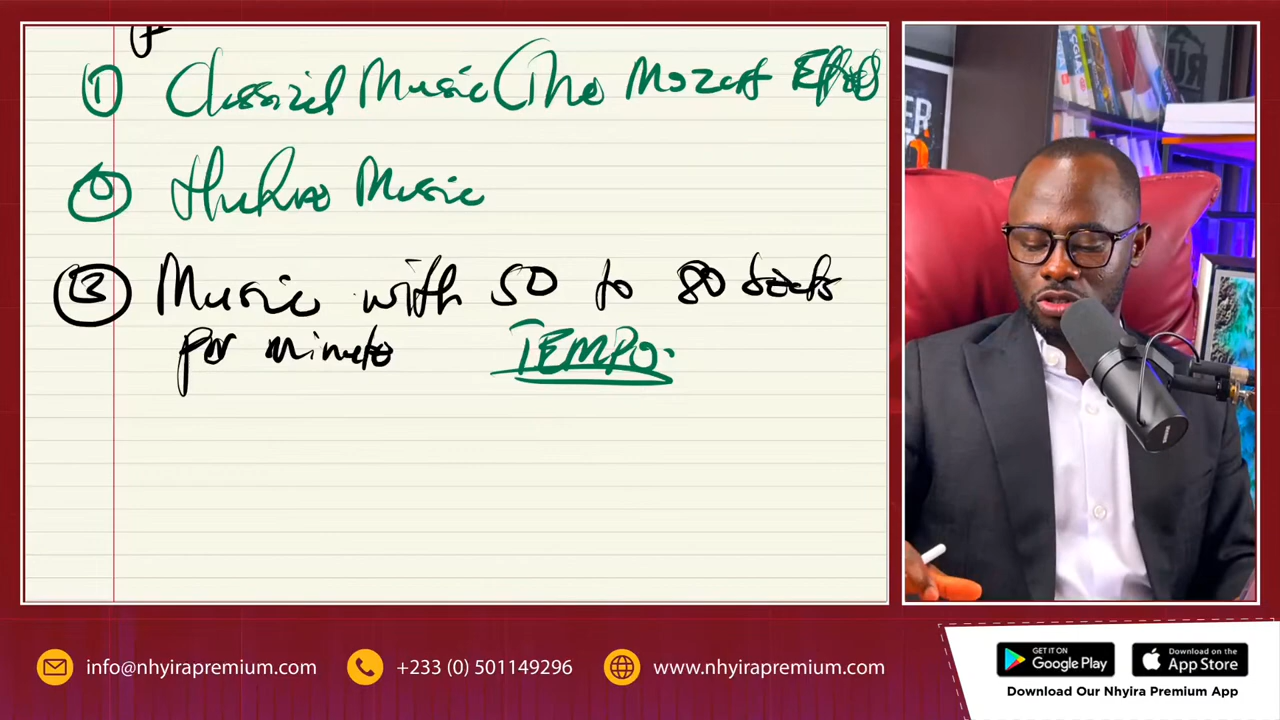 ① Classical Music (The Mozart Effect
Music
③ Music with 50 to 80 beats
per minute TEMPO.
info@nhyirapremium.com
+233 (0) 501149296
www.nhyirapremium.com
GET IT ON
Google Play
Download on the
App Store
Download Our Nhyira Premium App